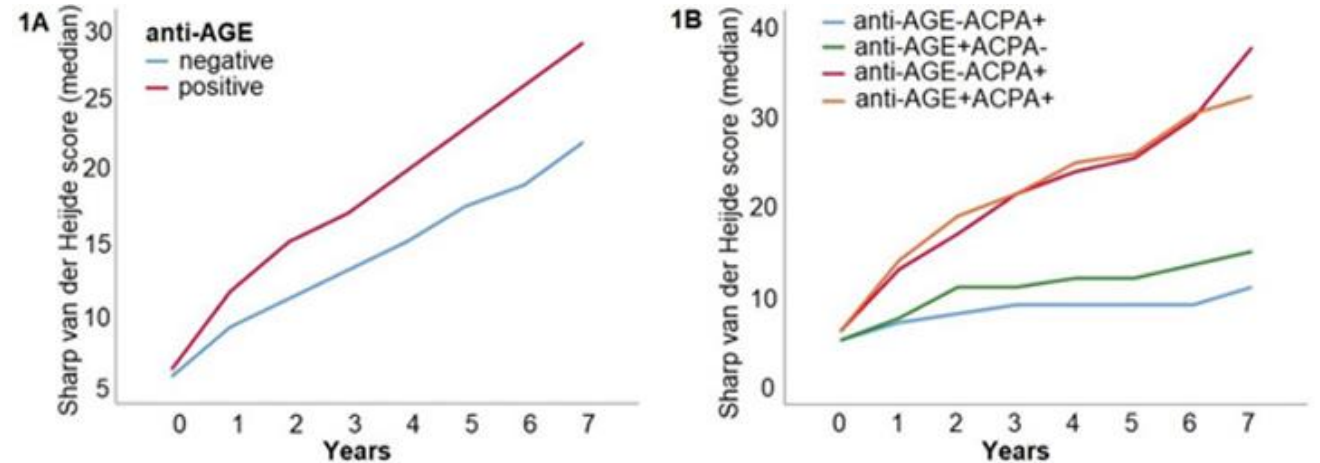 1A
anti-AGE
negative
positive
Sharp van der Heijde score (median)
30
25
20
15
10
5
0 1 2 3 4 5 6 7
Years
1B
anti-AGE-ACPA+
anti-AGE+ACPA-
anti-AGE-ACPA+
anti-AGE+ACPA+
Sharp van der Heijde score (median)
40
30
20
10
0
0 1 2 3 4 5 6 7
Years